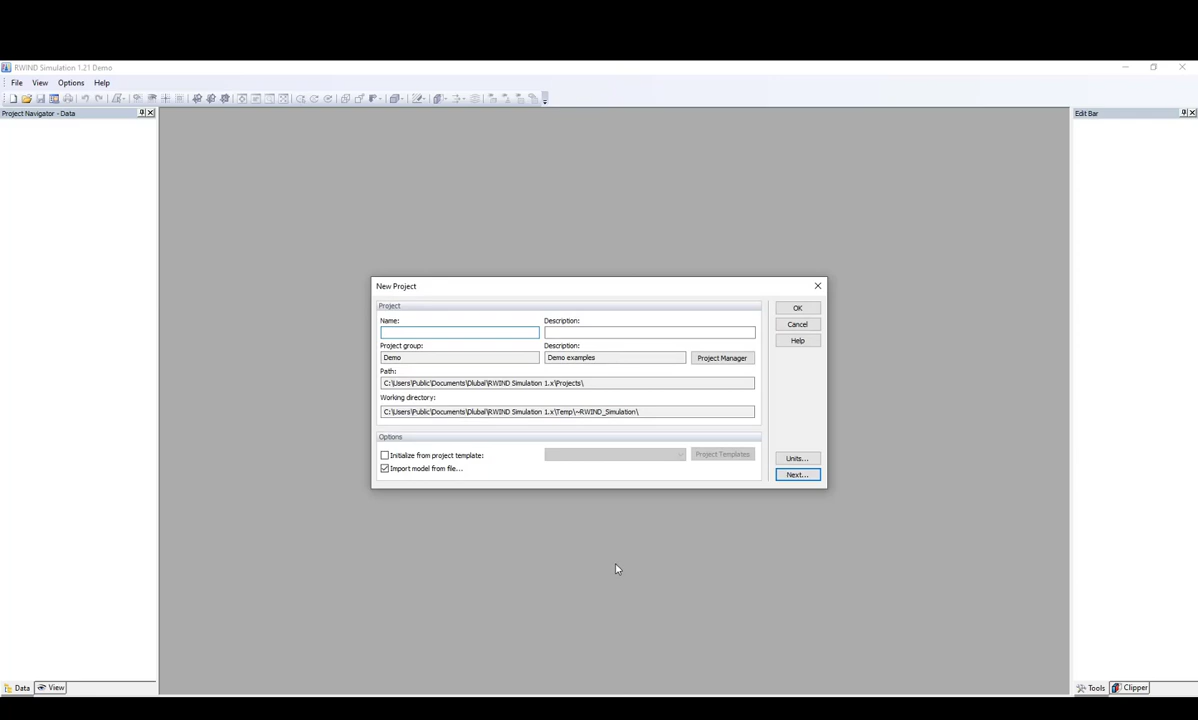 RWIND Simulation 1.21 Demo
File View Options Help
Project Navigator - Data
Edit Bar
New Project
Project
Name:
Description:
Project group:
Description:
Demo
Demo examples
Project Manager
Path:
C:\Users\Public\Documents\Dlubal\RWIND Simulation 1.x\Projects\
Working directory:
C:\Users\Public\Documents\Dlubal\RWIND Simulation 1.x\Temp\~RWIND_Simulation\
Options
Initialize from project template:
Project Templates
Import model from file...
OK
Cancel
Help
Units...
Next...
Data View
Tools Clipper